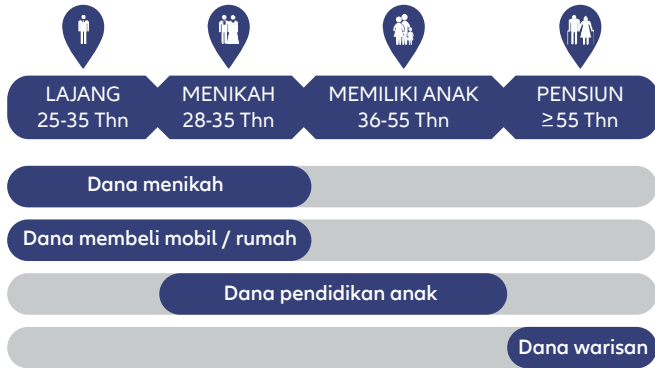 LAJANG
25-35 Thn
MENIKAH
28-35 Thn
MEMILIKI ANAK
36-55 Thn
PENSIUN
≥55 Thn
Dana menikah
Dana membeli mobil / rumah
Dana pendidikan anak
Dana warisan